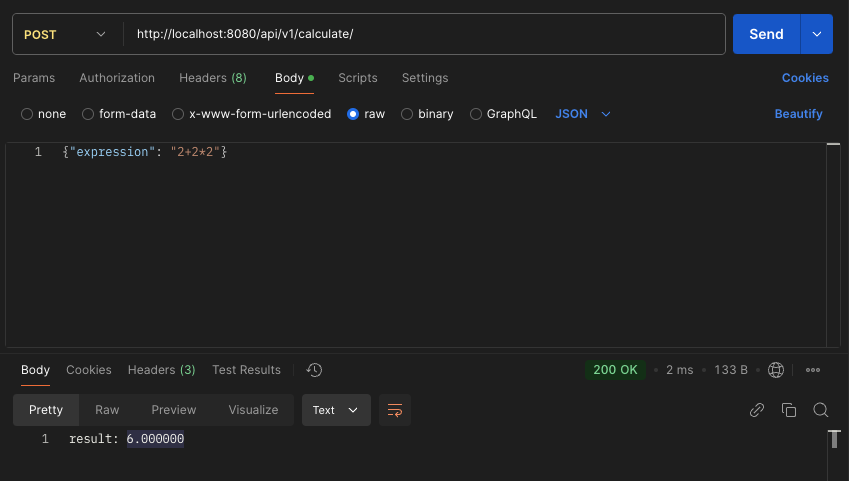 POST http://localhost:8080/api/v1/calculate/ Send
Params Authorization Headers (8) Body Scripts Settings Cookies
none form-data x-www-form-urlencoded raw binary GraphQL JSON Beautify
1 {"expression": "2+2*2"}
Body Cookies Headers (3) Test Results 200 OK 2 ms 133 B
Pretty Raw Preview Visualize Text
1 result: 6.000000